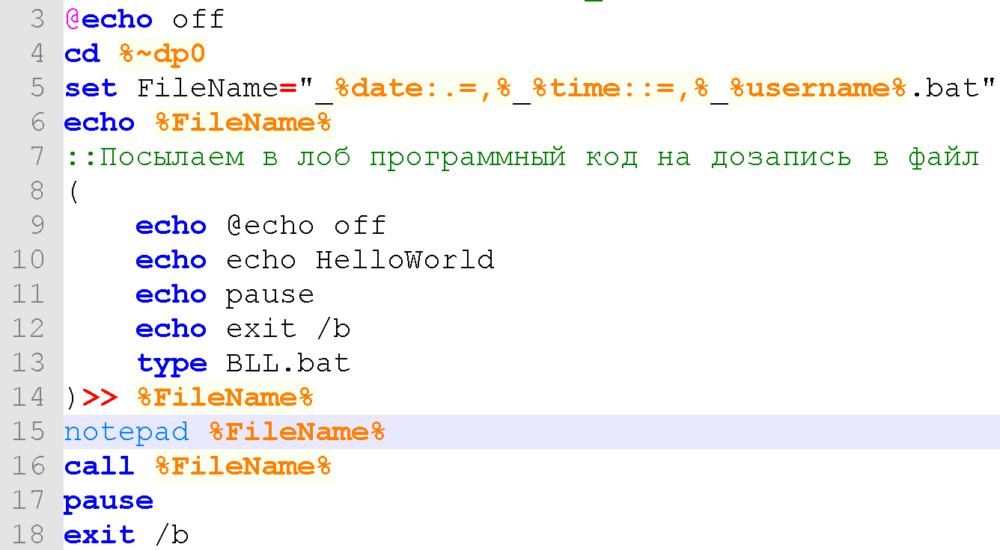 3 @echo off
4 cd %~dp0
5 set FileName="_%date:.=,%_%time::=,%_%username%.bat"
6 echo %FileName%
7 ::Посылаем в лоб программный код на дозапись в файл
8 (
9 echo @echo off
10 echo echo HelloWorld
11 echo pause
12 echo exit /b
13 type BLL.bat
14 )>> %FileName%
15 notepad %FileName%
16 call %FileName%
17 pause
18 exit /b